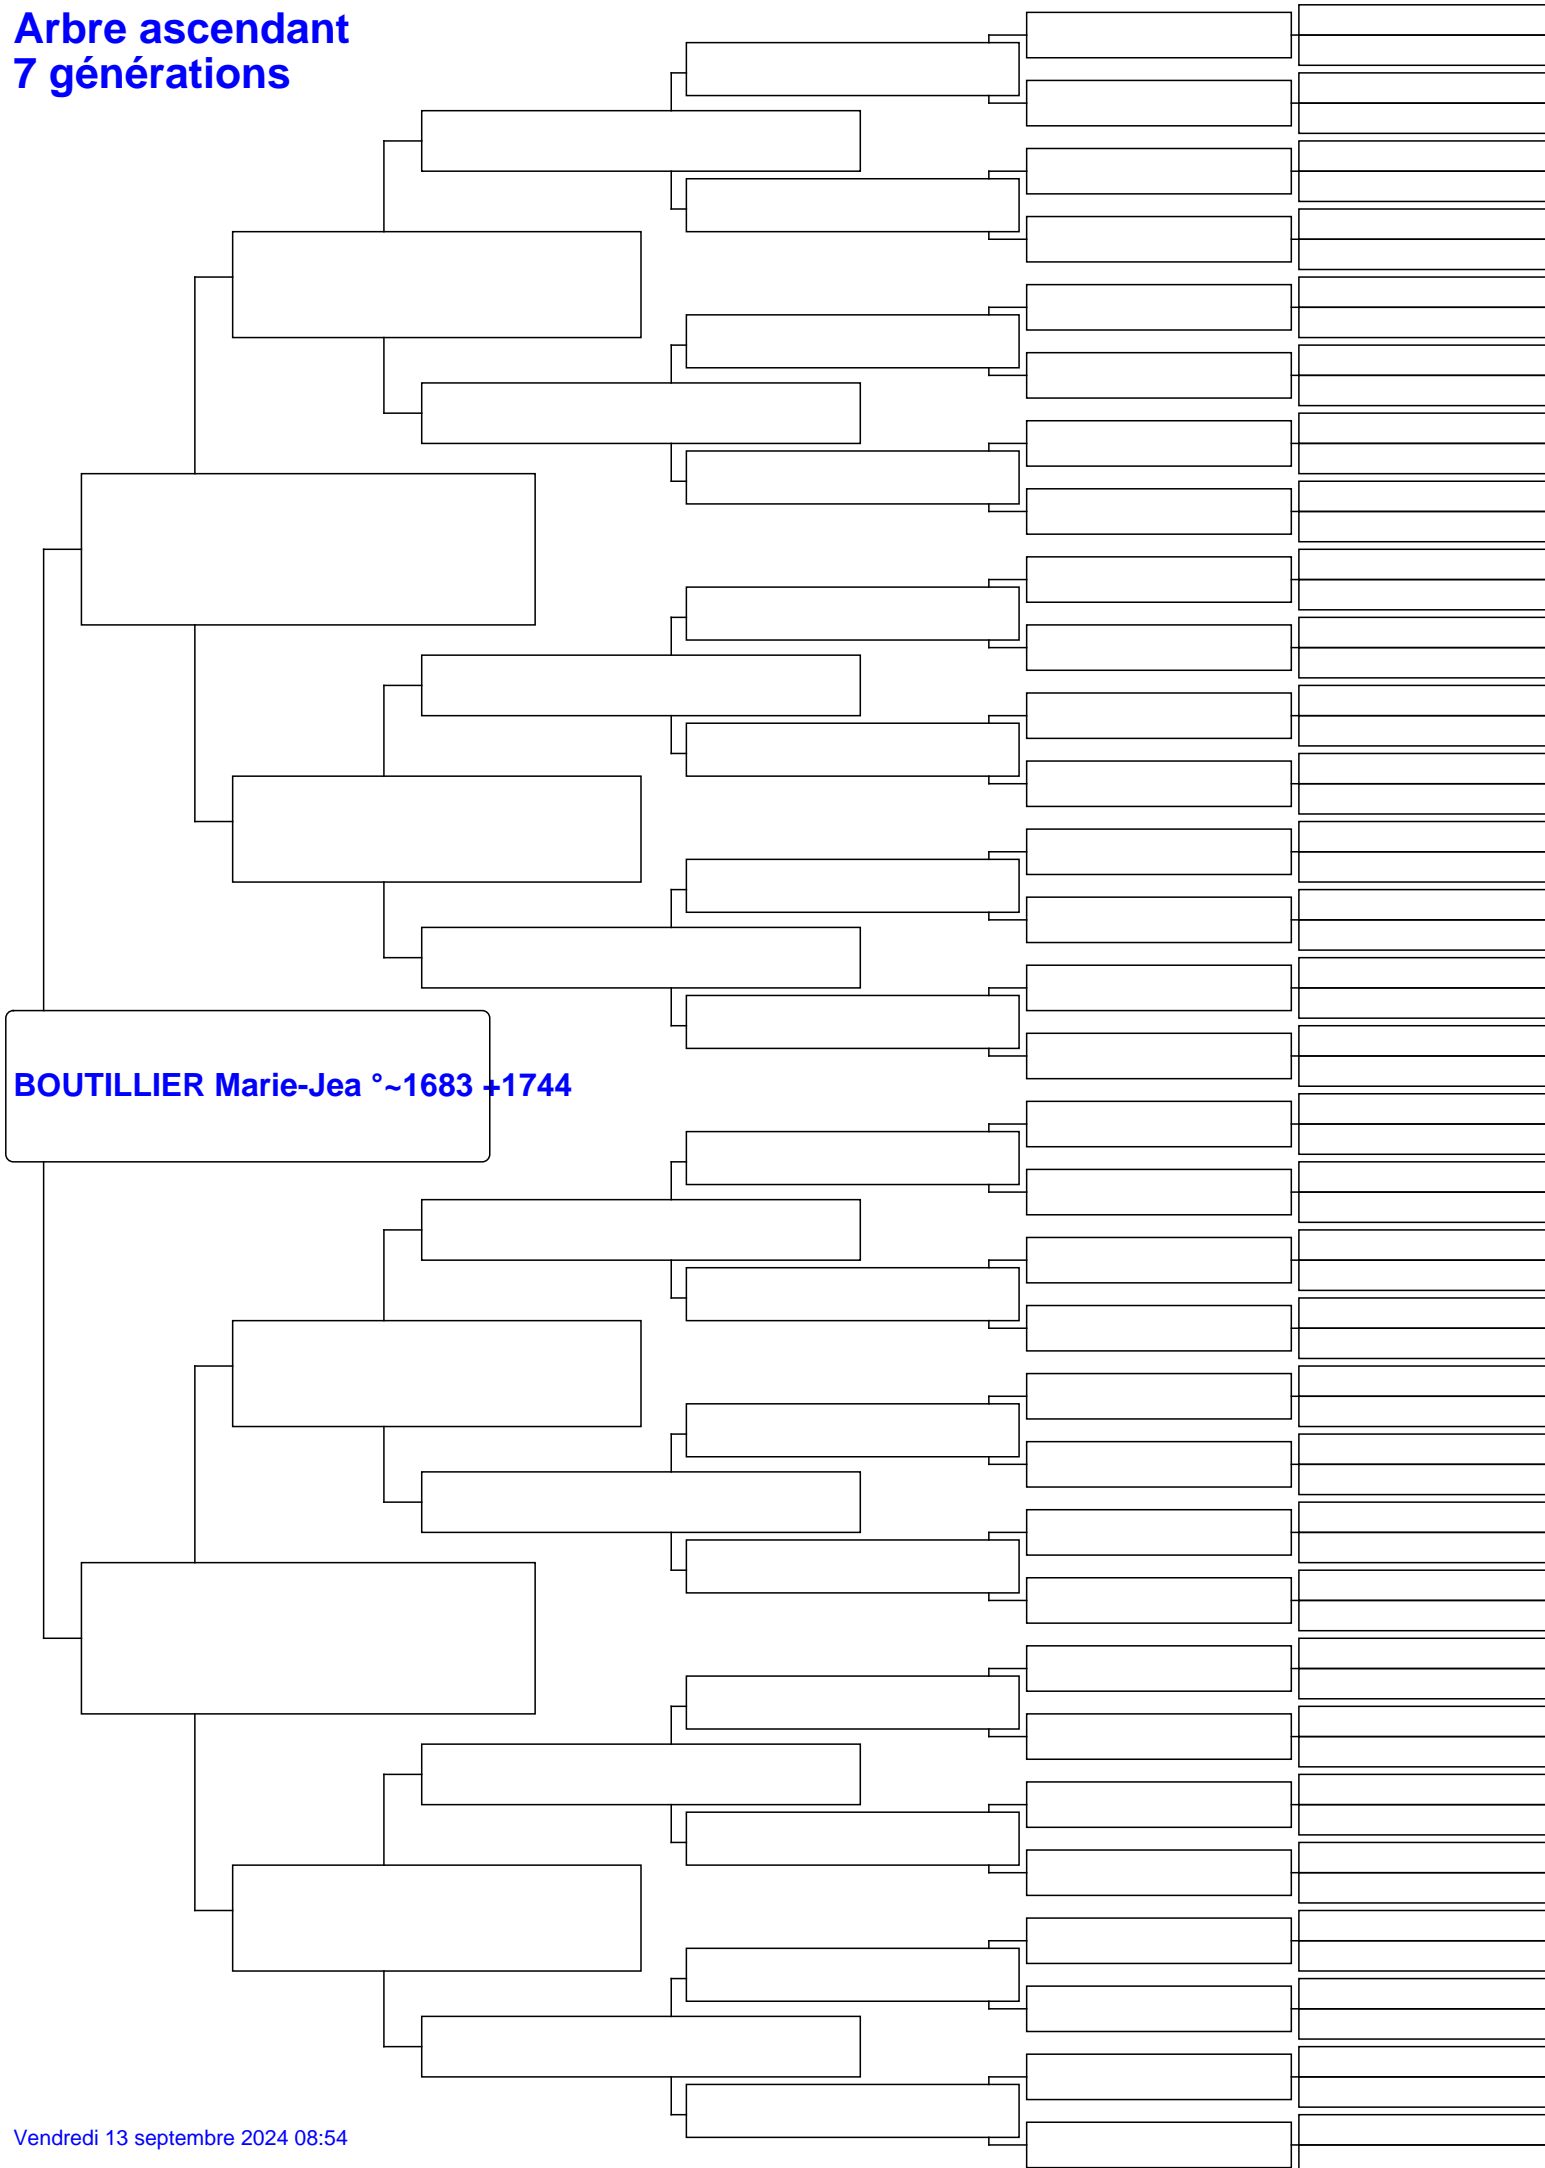 Arbre ascendant
7 générations
BOUTILLIER Marie-Jea °~1683 +1744
Vendredi 13 septembre 2024 08:54